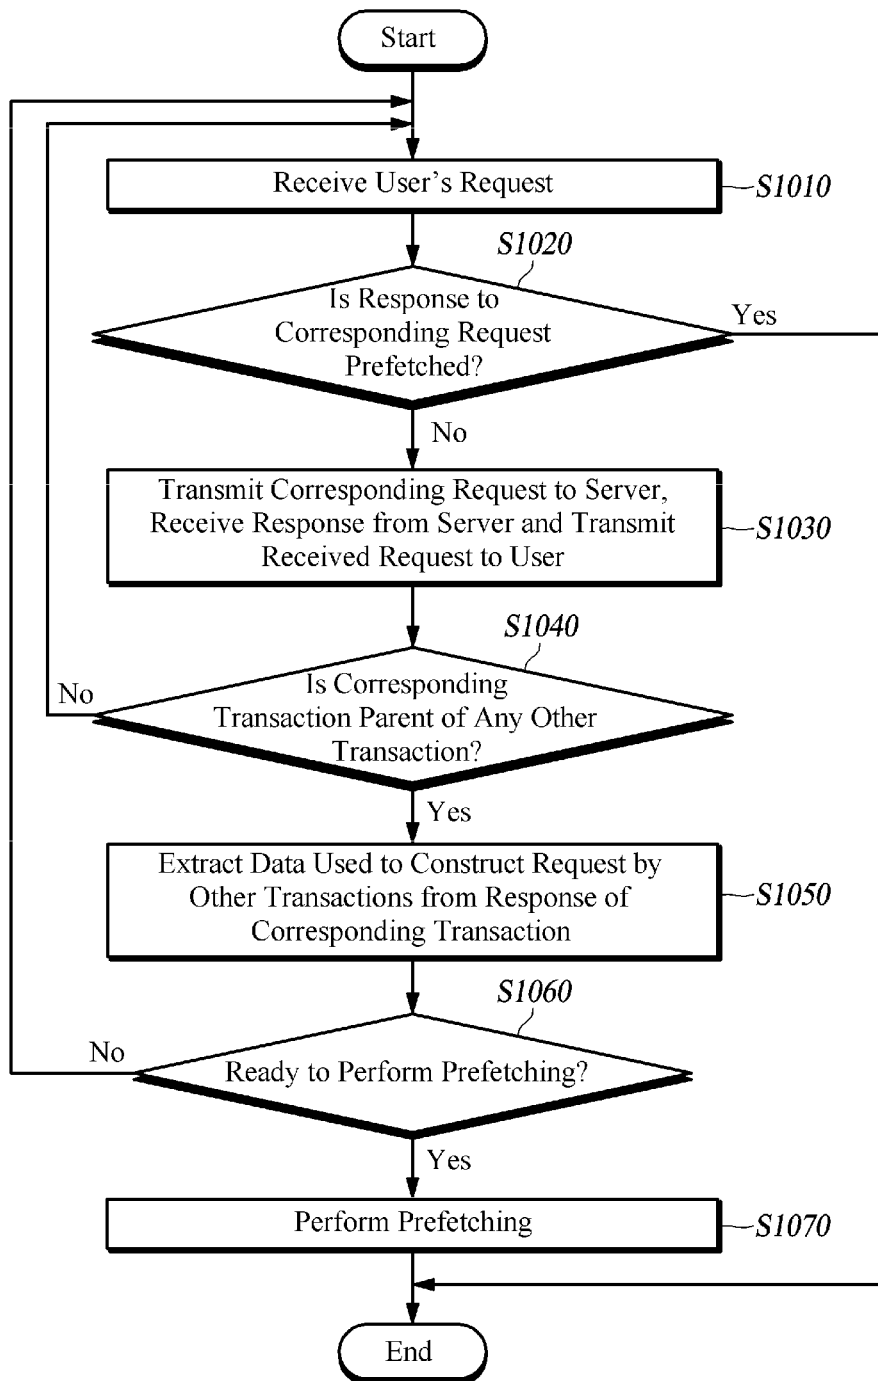 Start
Receive User's Request
S1010
S1020
Is Response to
Corresponding Request
Prefetched?
Yes
No
Transmit Corresponding Request to Server,
Receive Response from Server and Transmit
Received Request to User
S1030
S1040
Is Corresponding
Transaction Parent of Any Other
Transaction?
No
Yes
Extract Data Used to Construct Request by
Other Transactions from Response of
Corresponding Transaction
S1050
S1060
Ready to Perform Prefetching?
No
Yes
Perform Prefetching
S1070
End